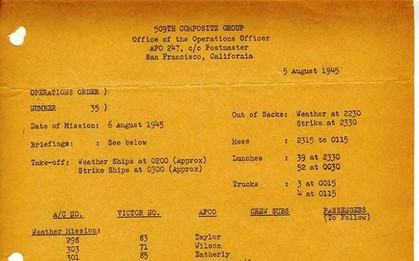 509TH COMPOSITE GROUP
Office of the Operations Officer
APO 247, c/o Postmaster
San Francisco, California
5 August 1945
OPERATIONS ORDER )
NUMBER 35 )
Out of Sacks: Weather at 2230
Strike at 2330
Date of Mission: 6 August 1945
Mess : 2315 to 0115
Briefings: : See below
Lunches : 39 at 2330
52 at 0030
Take-off: Weather Ships at 0200 (Approx)
Strike Ships at 0300 (Approx)
Trucks : 3 at 0015
4 at 0115
A/C NO. VICTOR NO. APCO CREW SUBS PASSENGERS
(To Follow)
Weather Mission:
298 83 Taylor
303 71 Wilson
301 85 Eatherly